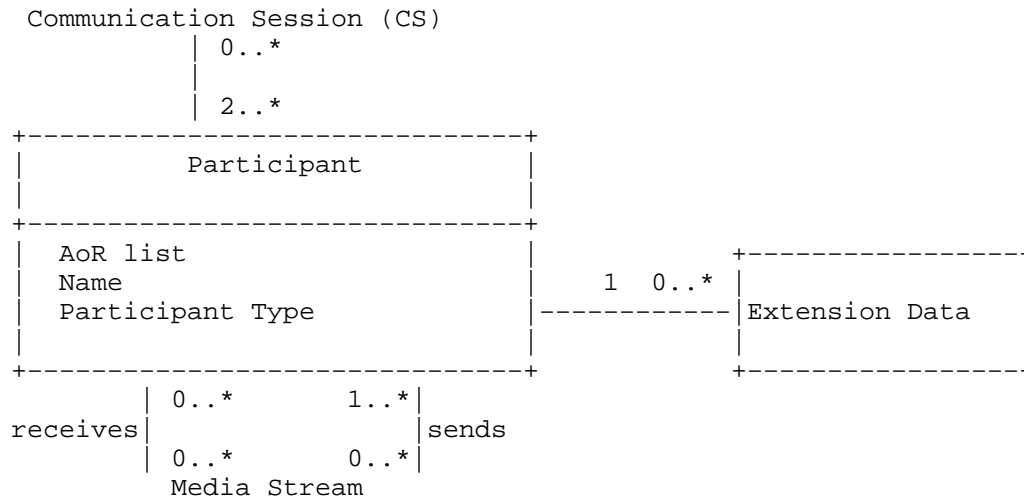 Communication Session (CS)
| 0..*
|
| 2..*
+-------------------------------+
| Participant |
| |
+-------------------------------+
| AoR list | +------------------
| Name | 1 0..* |
| Participant Type |------------|Extension Data
| | |
+-------------------------------+ +------------------
| 0..* 1..*|
receives| |sends
| 0..* 0..*|
Media Stream